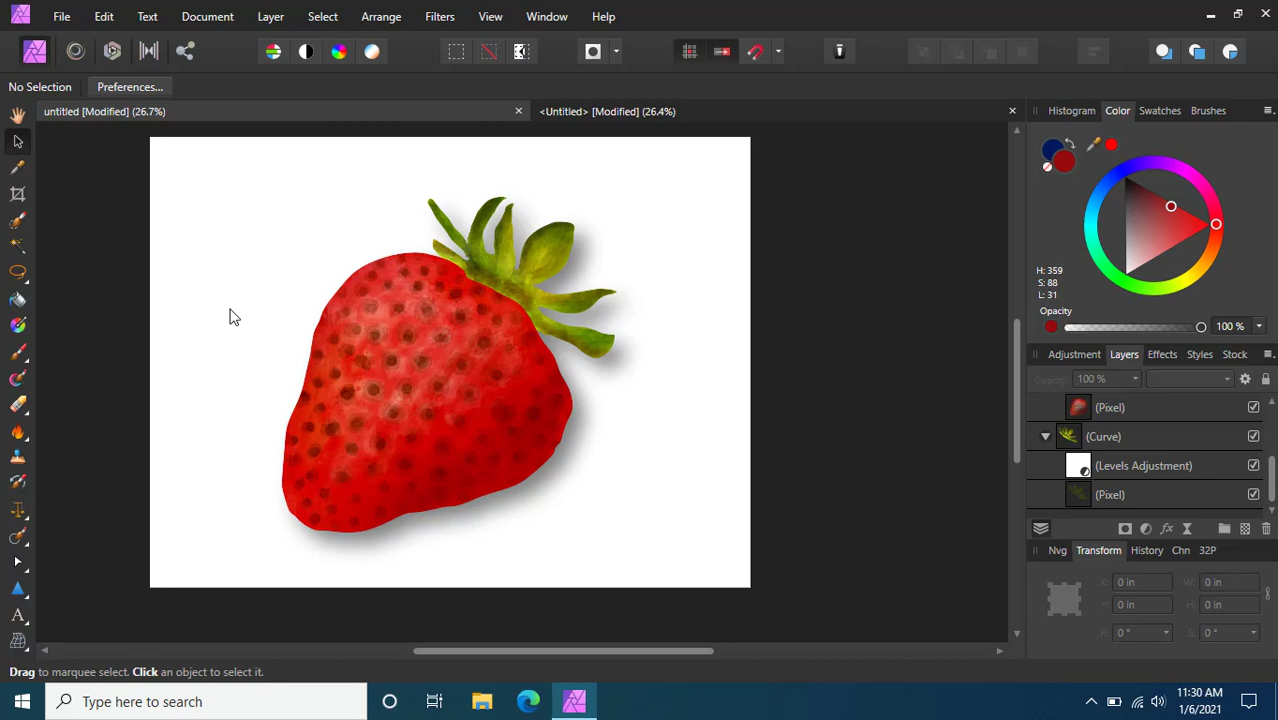 File Edit Text Document Layer Select Arrange Filters View Window Help
No Selection Preferences...
untitled [Modified] (26.7%) <Untitled> [Modified] (26.4%)
Histogram Color Swatches Brushes
H: 359
S: 88
L: 31
Opacity
100 %
Adjustment Layers Effects Styles Stock
Opacity: 100 %
(Pixel)
(Curve)
(Levels Adjustment)
(Pixel)
Nvg Transform History Chn 32P
X: 0 in W: 0 in
Y: 0 in H: 0 in
R: 0 ° S: 0 °
Drag to marquee select. Click an object to select it.
Type here to search
11:30 AM
1/6/2021